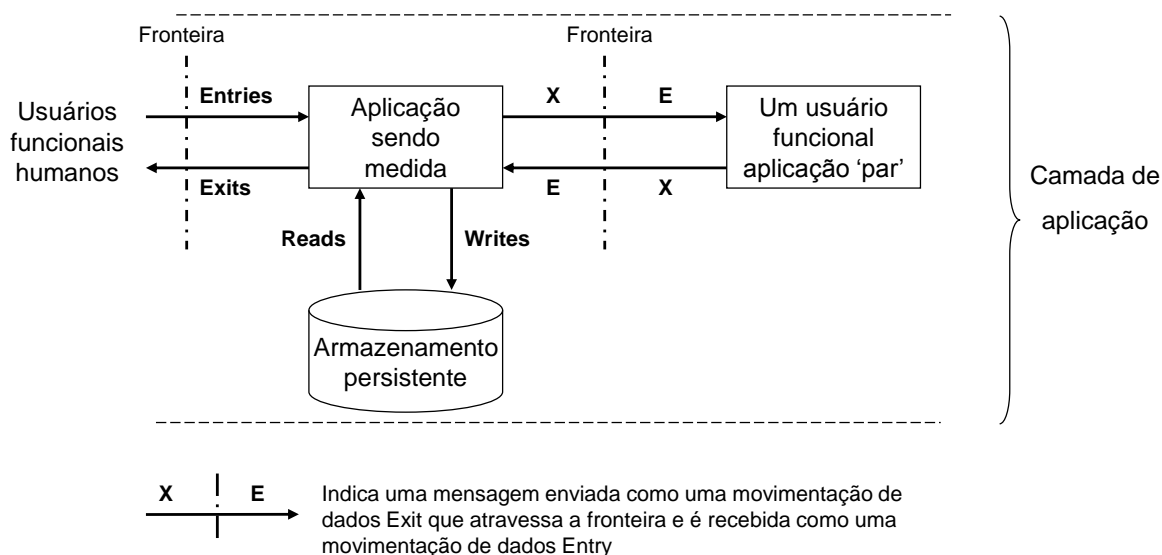 Fronteira
Fronteira
Usuários
funcionais
humanos
Entries
Exits
Aplicação
sendo
medida
X
E
E
X
Um usuário
funcional
aplicação ‘par’
Camada de
aplicação
Reads
Writes
Armazenamento
persistente
X
E
Indica uma mensagem enviada como uma movimentação de
dados Exit que atravessa a fronteira e é recebida como uma
movimentação de dados Entry